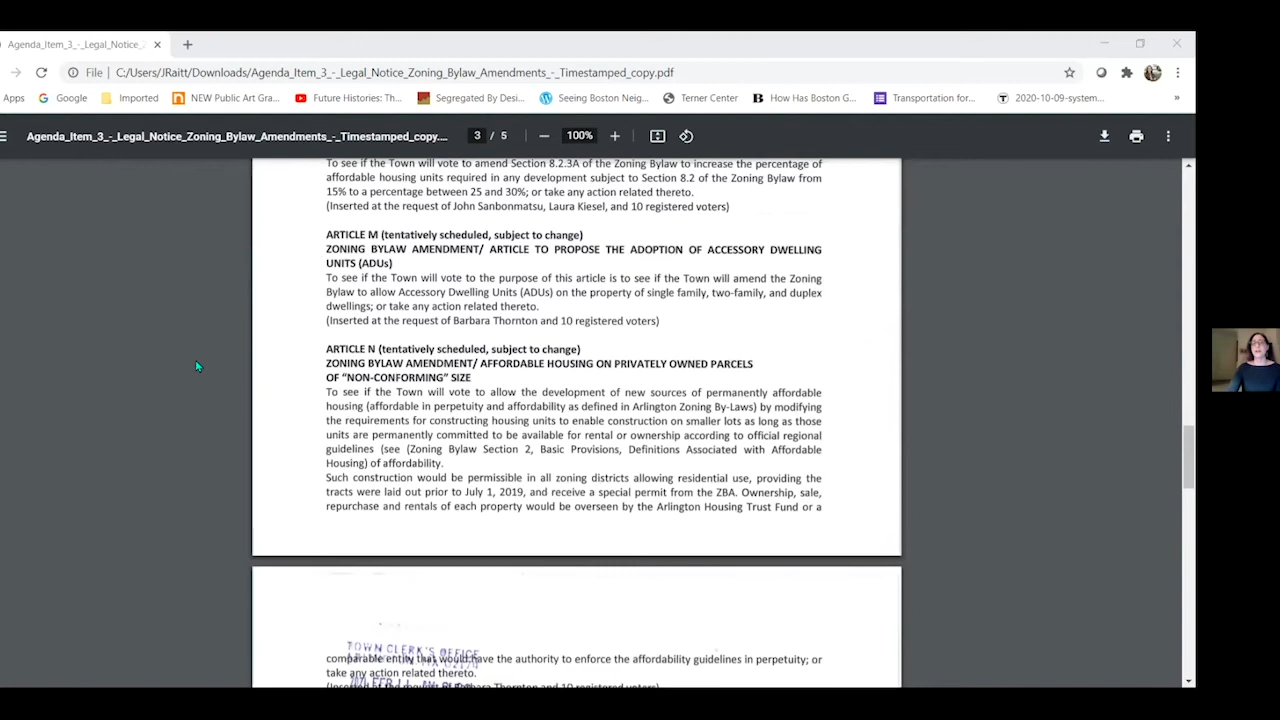 Agenda_Item_3_-_Legal_Notice_
File C:/Users/JRaitt/Downloads/Agenda_Item_3_-_Legal_Notice_Zoning_Bylaw_Amendments_-_Timestamped_copy.pdf
Apps Google Imported NEW Public Art Gra... Future Histories: Th... Segregated By Desi... Seeing Boston Neig... Terner Center How Has Boston G... Transportation for... 2020-10-09-system... »
Agenda_Item_3_-_Legal_Notice_Zoning_Bylaw_Amendments_-_Timestamped_copy.... 3 / 5 100%
To see if the Town will vote to amend Section 8.2.3A of the Zoning Bylaw to increase the percentage of
affordable housing units required in any development subject to Section 8.2 of the Zoning Bylaw from
15% to a percentage between 25 and 30%; or take any action related thereto.
(Inserted at the request of John Sanbonmatsu, Laura Kiesel, and 10 registered voters)
ARTICLE M (tentatively scheduled, subject to change)
ZONING BYLAW AMENDMENT/ ARTICLE TO PROPOSE THE ADOPTION OF ACCESSORY DWELLING
UNITS (ADUs)
To see if the Town will vote to the purpose of this article is to see if the Town will amend the Zoning
Bylaw to allow Accessory Dwelling Units (ADUs) on the property of single family, two-family, and duplex
dwellings; or take any action related thereto.
(Inserted at the request of Barbara Thornton and 10 registered voters)
ARTICLE N (tentatively scheduled, subject to change)
ZONING BYLAW AMENDMENT/ AFFORDABLE HOUSING ON PRIVATELY OWNED PARCELS
OF “NON-CONFORMING” SIZE
To see if the Town will vote to allow the development of new sources of permanently affordable
housing (affordable in perpetuity and affordability as defined in Arlington Zoning By-Laws) by modifying
the requirements for constructing housing units to enable construction on smaller lots as long as those
units are permanently committed to be available for rental or ownership according to official regional
guidelines (see (Zoning Bylaw Section 2, Basic Provisions, Definitions Associated with Affordable
Housing) of affordability.
Such construction would be permissible in all zoning districts allowing residential use, providing the
tracts were laid out prior to July 1, 2019, and receive a special permit from the ZBA. Ownership, sale,
repurchase and rentals of each property would be overseen by the Arlington Housing Trust Fund or a
TOWN CLERK'S OFFICE
comparable entity that would have the authority to enforce the affordability guidelines in perpetuity; or
take any action related thereto.
(Inserted at the request of Barbara Thornton and 10 registered voters)